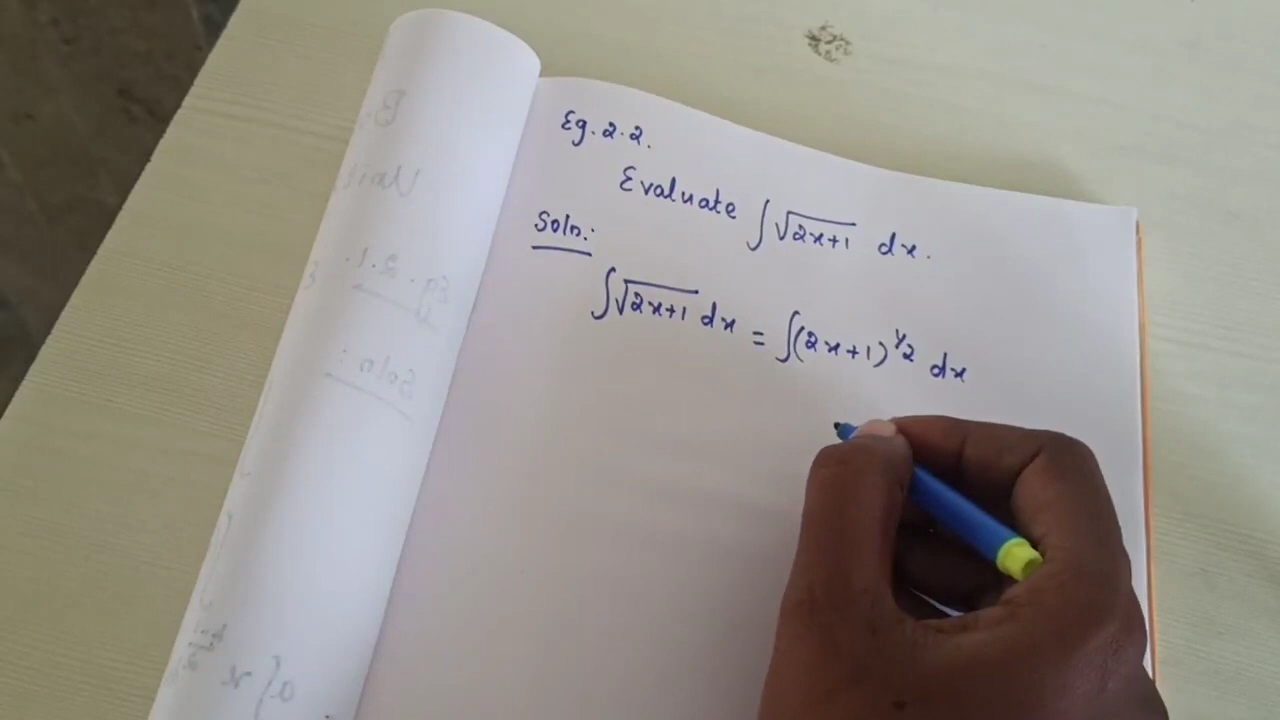 Eg. 2.2.
Evaluate ∫√(2x+1) dx.
Soln:
∫√(2x+1) dx = ∫(2x+1)^1/2 dx